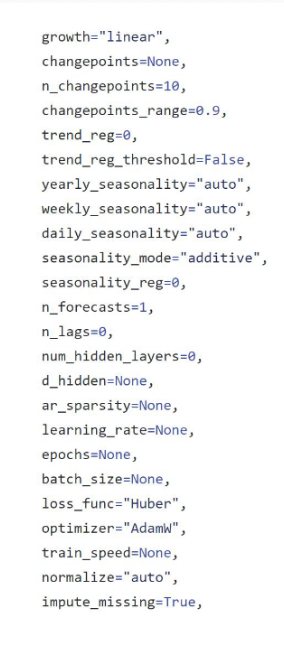 growth="linear",
changepoints=None,
n_changepoints=10,
changepoints_range=0.9,
trend_reg=0,
trend_reg_threshold=False,
yearly_seasonality="auto",
weekly_seasonality="auto",
daily_seasonality="auto",
seasonality_mode="additive",
seasonality_reg=0,
n_forecasts=1,
n_lags=0,
num_hidden_layers=0,
d_hidden=None,
ar_sparsity=None,
learning_rate=None,
epochs=None,
batch_size=None,
loss_func="Huber",
optimizer="AdamW",
train_speed=None,
normalize="auto",
impute_missing=True,